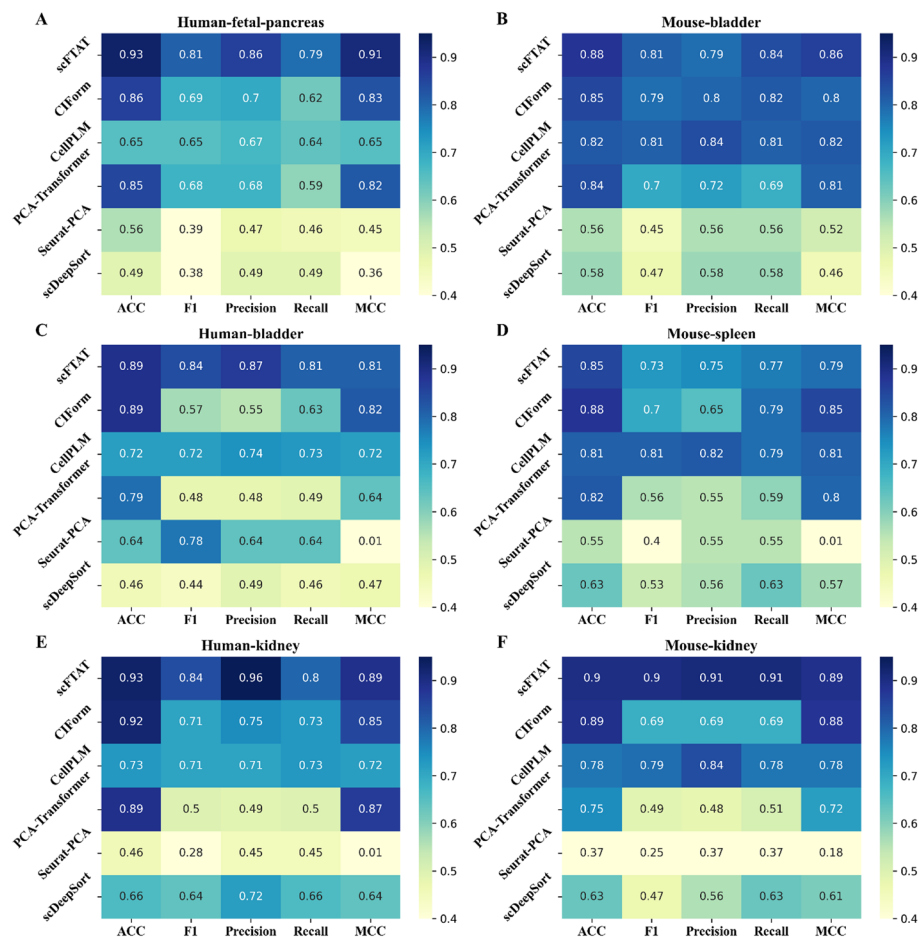 A Human-fetal-pancreas
scFTAT 0.93 0.81 0.86 0.79 0.91
CIForm 0.86 0.69 0.7 0.62 0.83
CellPLM 0.65 0.65 0.67 0.64 0.65
PCA-Transformer 0.85 0.68 0.68 0.59 0.82
Seurat-PCA 0.56 0.39 0.47 0.46 0.45
scDeepSort 0.49 0.38 0.49 0.49 0.36
ACC F1 Precision Recall MCC
0.9
0.8
0.7
0.6
0.5
0.4
B Mouse-bladder
scFTAT 0.88 0.81 0.79 0.84 0.86
CIForm 0.85 0.79 0.8 0.82 0.8
CellPLM 0.82 0.81 0.84 0.81 0.82
PCA-Transformer 0.84 0.7 0.72 0.69 0.81
Seurat-PCA 0.56 0.45 0.56 0.56 0.52
scDeepSort 0.58 0.47 0.58 0.58 0.46
ACC F1 Precision Recall MCC
0.9
0.8
0.7
0.6
0.5
0.4
C Human-bladder
scFTAT 0.89 0.84 0.87 0.81 0.81
CIForm 0.89 0.57 0.55 0.63 0.82
CellPLM 0.72 0.72 0.74 0.73 0.72
PCA-Transformer 0.79 0.48 0.48 0.49 0.64
Seurat-PCA 0.64 0.78 0.64 0.64 0.01
scDeepSort 0.46 0.44 0.49 0.46 0.47
ACC F1 Precision Recall MCC
0.9
0.8
0.7
0.6
0.5
0.4
D Mouse-spleen
scFTAT 0.85 0.73 0.75 0.77 0.79
CIForm 0.88 0.7 0.65 0.79 0.85
CellPLM 0.81 0.81 0.82 0.79 0.81
PCA-Transformer 0.82 0.56 0.55 0.59 0.8
Seurat-PCA 0.55 0.4 0.55 0.55 0.01
scDeepSort 0.63 0.53 0.56 0.63 0.57
ACC F1 Precision Recall MCC
0.9
0.8
0.7
0.6
0.5
0.4
E Human-kidney
scFTAT 0.93 0.84 0.96 0.8 0.89
CIForm 0.92 0.71 0.75 0.73 0.85
CellPLM 0.73 0.71 0.71 0.73 0.72
PCA-Transformer 0.89 0.5 0.49 0.5 0.87
Seurat-PCA 0.46 0.28 0.45 0.45 0.01
scDeepSort 0.66 0.64 0.72 0.66 0.64
ACC F1 Precision Recall MCC
0.9
0.8
0.7
0.6
0.5
0.4
F Mouse-kidney
scFTAT 0.9 0.9 0.91 0.91 0.89
CIForm 0.89 0.69 0.69 0.69 0.88
CellPLM 0.78 0.79 0.84 0.78 0.78
PCA-Transformer 0.75 0.49 0.48 0.51 0.72
Seurat-PCA 0.37 0.25 0.37 0.37 0.18
scDeepSort 0.63 0.47 0.56 0.63 0.61
ACC F1 Precision Recall MCC
0.9
0.8
0.7
0.6
0.5
0.4